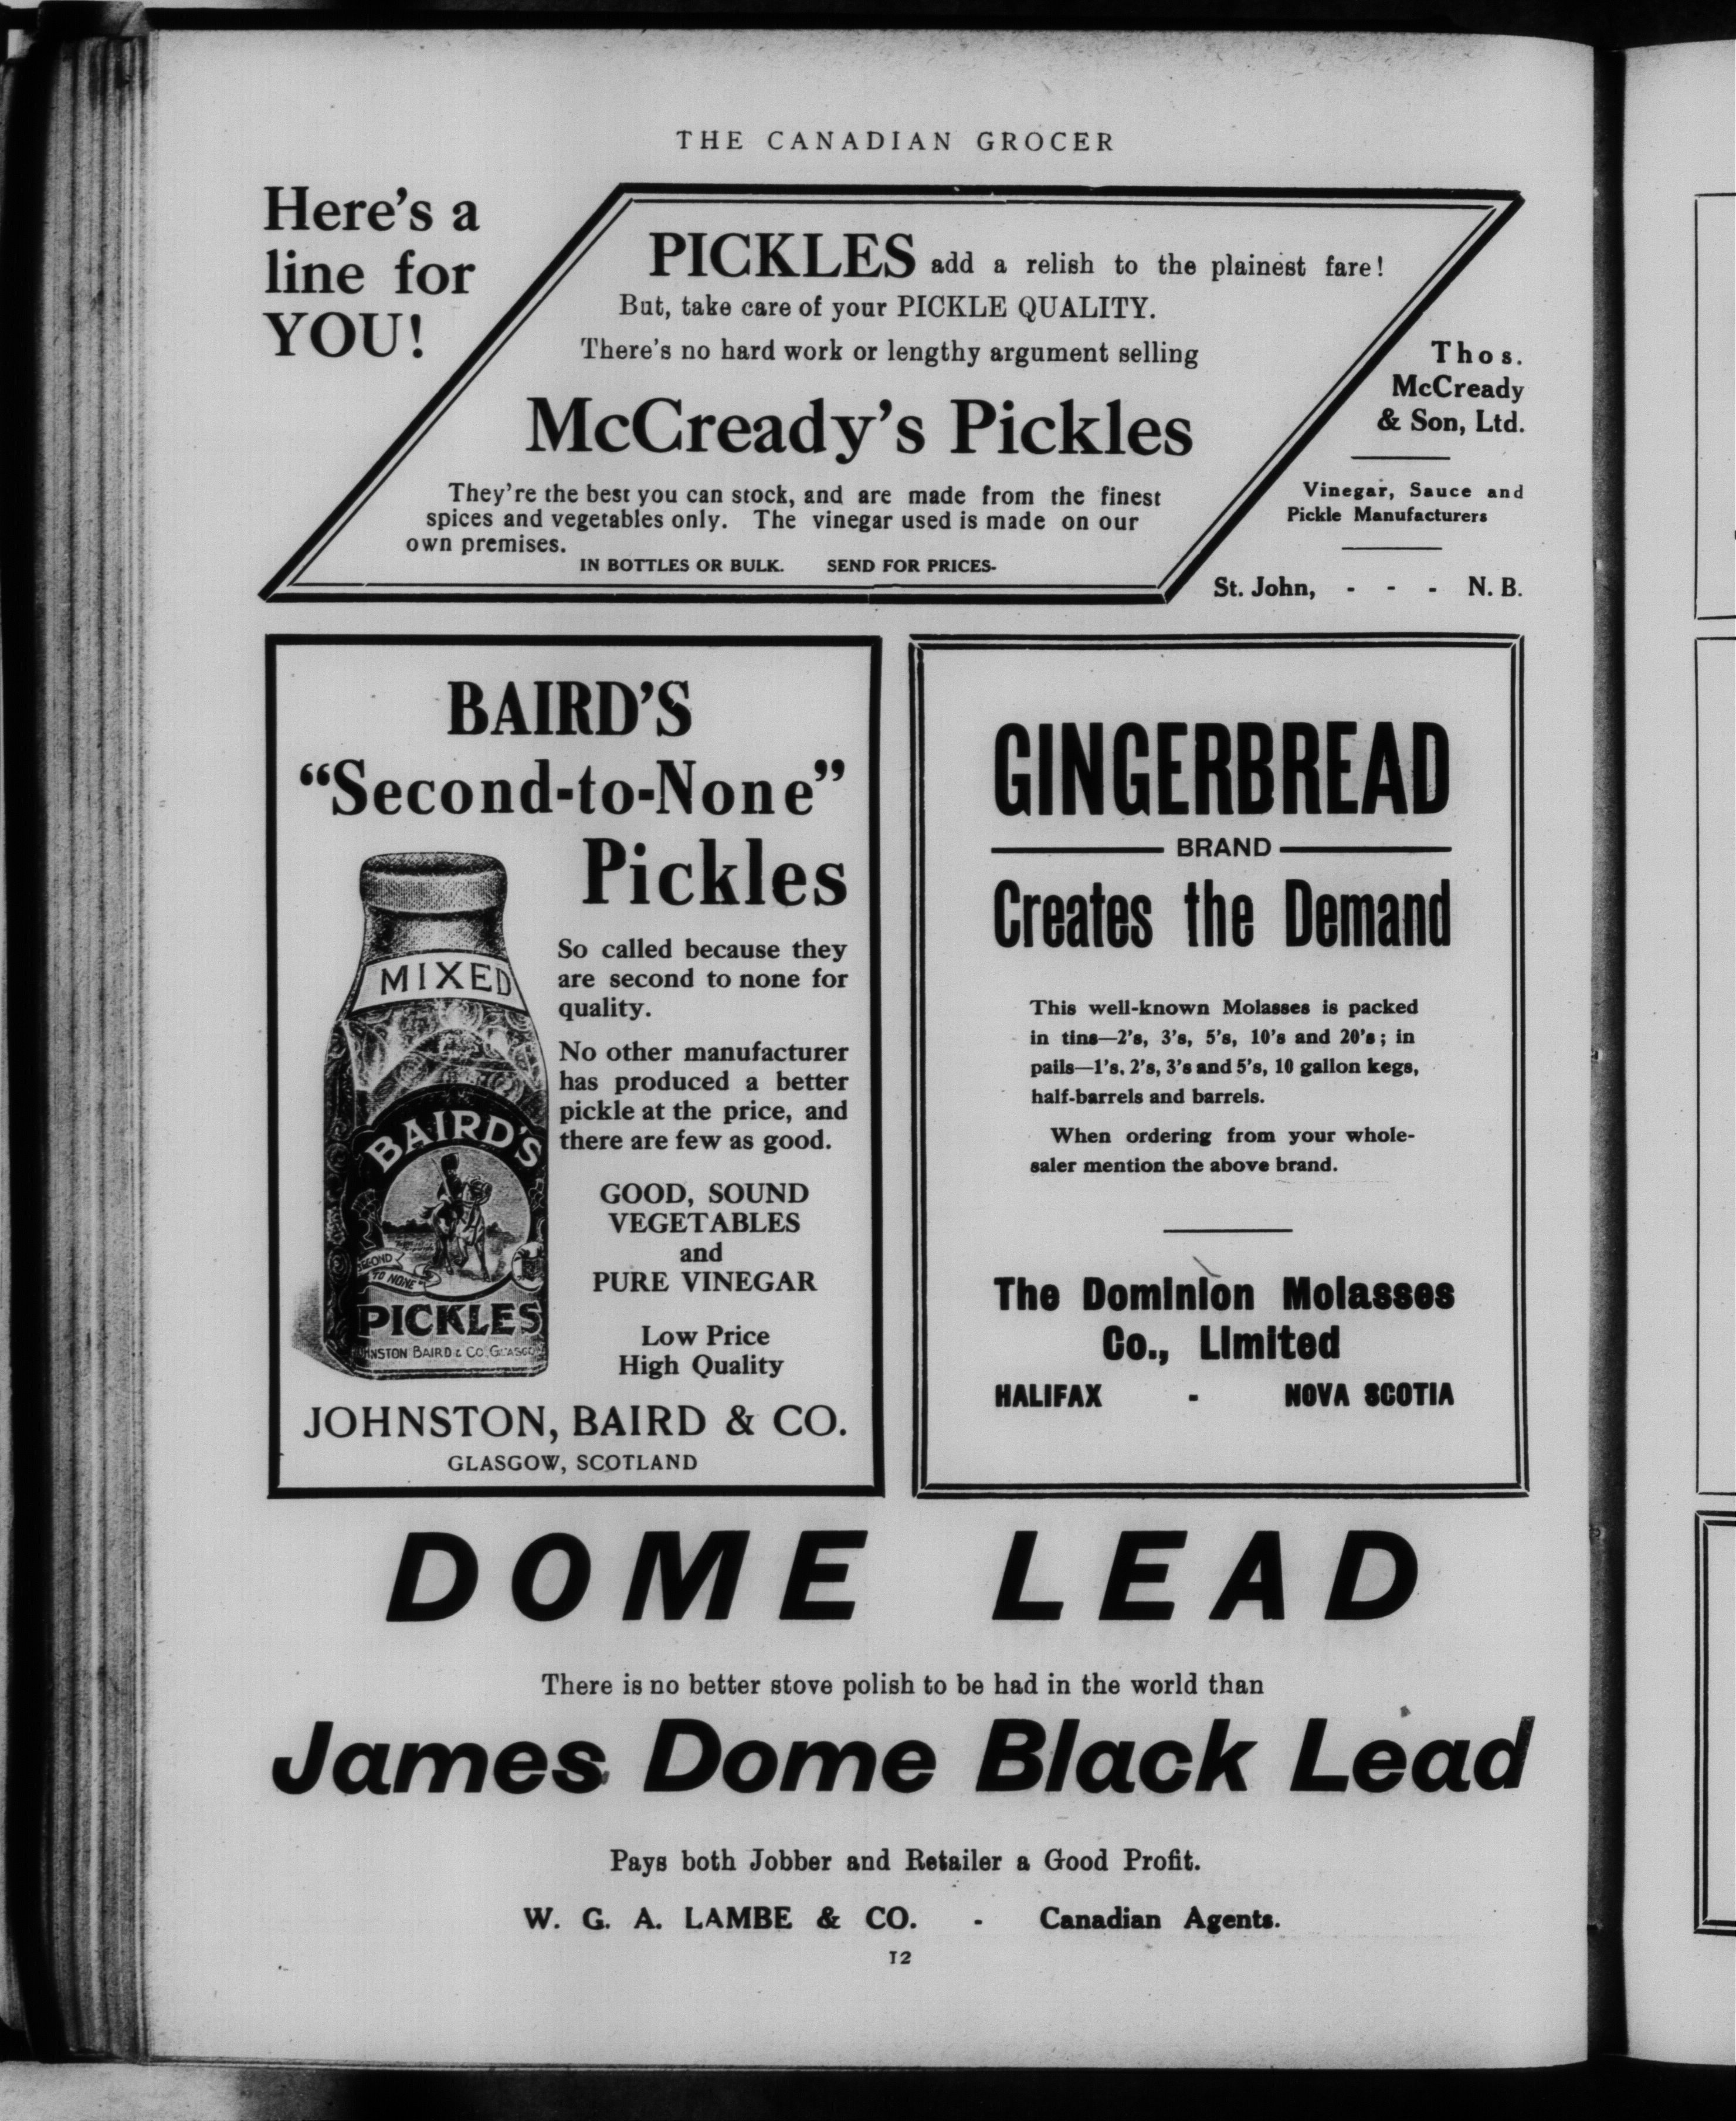 THE CANADIAN GROCER
Here's a
line for
YOU!
PICKLES add a relish to the plainest fare!
But, take care of your PICKLE QUALITY.
There's no hard work or lengthy argument selling
McCready's Pickles
They're the best you can stock, and are made from the finest
spices and vegetables only. The vinegar used is made on our
own premises.
IN BOTTLES OR BULK. SEND FOR PRICES-
Thos.
McCready
& Son, Ltd.
Vinegar, Sauce and
Pickle Manufacturers
St. John, - - - N. B.
BAIRD'S
"Second-to-None"
Pickles
So called because they
are second to none for
quality.
No other manufacturer
has produced a better
pickle at the price, and
there are few as good.
GOOD, SOUND
VEGETABLES
and
PURE VINEGAR
Low Price
High Quality
MIXED
BAIRD'S
SECOND
TO NONE
PICKLES
JOHNSTON BAIRD & CO. GLASGOW
JOHNSTON, BAIRD & CO.
GLASGOW, SCOTLAND
GINGERBREAD
BRAND
Creates the Demand
This well-known Molasses is packed
in tins—2's, 3's, 5's, 10's and 20's; in
pails—1's, 2's, 3's and 5's, 10 gallon kegs,
half-barrels and barrels.
When ordering from your whole-
saler mention the above brand.
The Dominion Molasses
Co., Limited
HALIFAX - NOVA SCOTIA
DOME LEAD
There is no better stove polish to be had in the world than
James Dome Black Lead
Pays both Jobber and Retailer a Good Profit.
W. G. A. LAMBE & CO. - Canadian Agents.
12